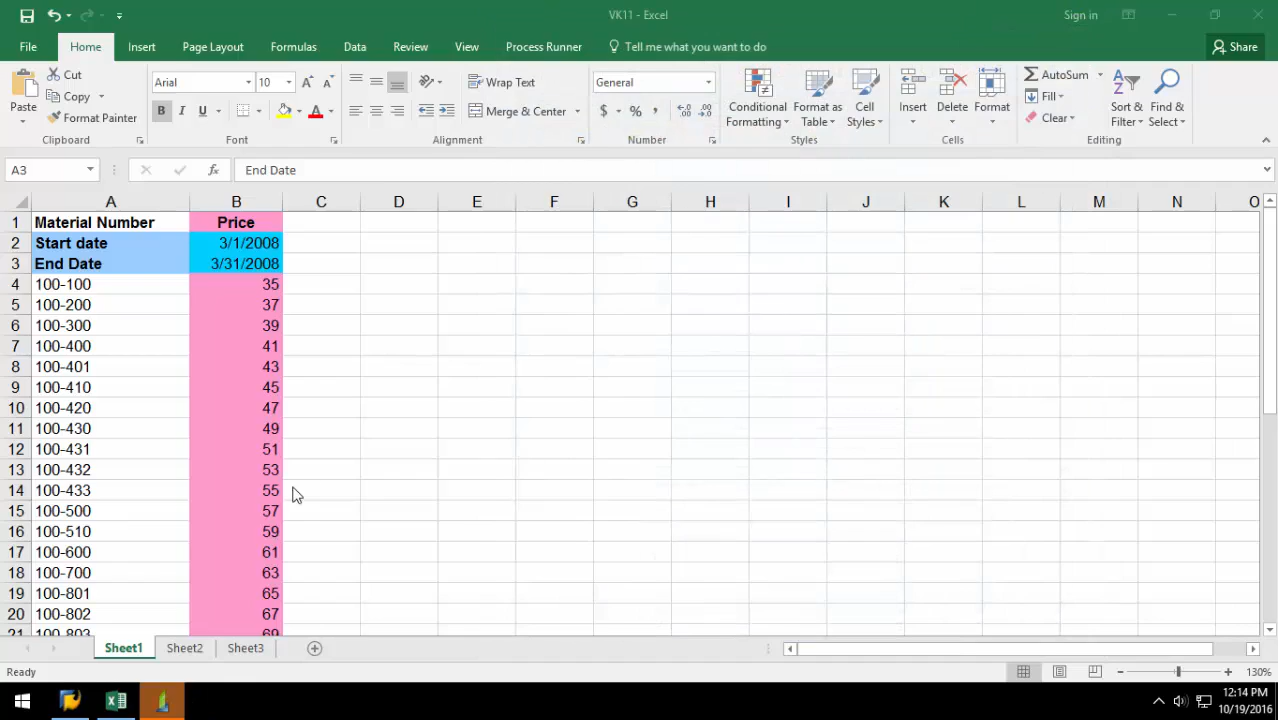 VK11 - Excel
Sign in
File Home Insert Page Layout Formulas Data Review View Process Runner Tell me what you want to do Share
Paste
Cut
Copy
Format Painter
Clipboard
Arial 10
B I U
Font
Wrap Text
Merge & Center
Alignment
General
$ % ,
Number
Conditional Formatting
Format as Table
Cell Styles
Styles
Insert Delete Format
Cells
AutoSum
Fill
Clear
Sort & Filter
Find & Select
Editing
A3 fx End Date
A B C D E F G H I J K L M N O
1 Material Number Price
2 Start date 3/1/2008
3 End Date 3/31/2008
4 100-100 35
5 100-200 37
6 100-300 39
7 100-400 41
8 100-401 43
9 100-410 45
10 100-420 47
11 100-430 49
12 100-431 51
13 100-432 53
14 100-433 55
15 100-500 57
16 100-510 59
17 100-600 61
18 100-700 63
19 100-801 65
20 100-802 67
21 100-803 69
Sheet1 Sheet2 Sheet3
Ready
130%
12:14 PM
10/19/2016